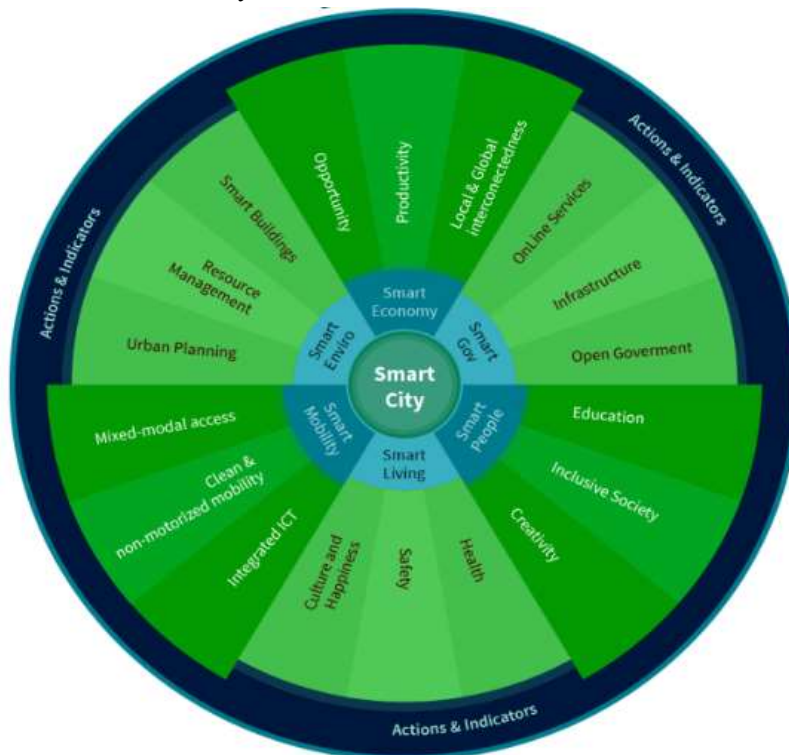 Actions & Indicators
Actions & Indicators
Actions & Indicators
Smart
City
Smart
Economy
Opportunity
Productivity
Local & Global
interconectedness
Smart
Gov
OnLine Services
Infrastructure
Open Goverment
Smart
People
Education
Inclusive Society
Creativity
Smart
Living
Health
Safety
Culture and
Happiness
Smart
Mobility
Integrated ICT
Clean &
non-motorized mobility
Mixed-modal access
Smart
Enviro
Urban Planning
Resource
Management
Smart Buildings